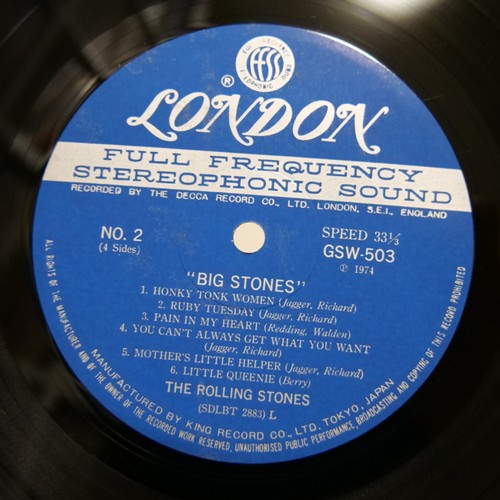 FULL FREQUENCY
ffss
STEREOPHONIC SOUND
® LONDON
FULL FREQUENCY
STEREOPHONIC SOUND
RECORDED BY THE DECCA RECORD CO., LTD. LONDON, S.E.I., ENGLAND
NO. 2 SPEED 33⅓
(4 Sides) GSW-503
Ⓟ 1974
"BIG STONES"
1. HONKY TONK WOMEN (Jagger, Richard)
2. RUBY TUESDAY (Jagger, Richard)
3. PAIN IN MY HEART (Redding, Walden)
4. YOU CAN'T ALWAYS GET WHAT YOU WANT
(Jagger, Richard)
5. MOTHER'S LITTLE HELPER (Jagger, Richard)
6. LITTLE QUEENIE (Berry)
THE ROLLING STONES
(SDLBT 2883) L
MANUFACTURED BY KING RECORD CO., LTD. TOKYO, JAPAN
ALL RIGHTS OF THE MANUFACTURER AND OF THE OWNER OF THE RECORDED WORK RESERVED, UNAUTHORISED PUBLIC PERFORMANCE, BROADCASTING AND COPYING OF THIS RECORD PROHIBITED